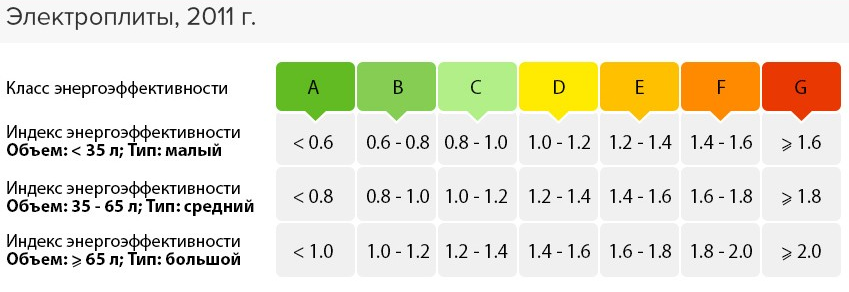 Электроплиты, 2011 г.
Класс энергоэффективности A B C D E F G
Индекс энергоэффективности
Объем: < 35 л; Тип: малый < 0.6 0.6 - 0.8 0.8 - 1.0 1.0 - 1.2 1.2 - 1.4 1.4 - 1.6 ⩾ 1.6
Индекс энергоэффективности
Объем: 35 - 65 л; Тип: средний < 0.8 0.8 - 1.0 1.0 - 1.2 1.2 - 1.4 1.4 - 1.6 1.6 - 1.8 ⩾ 1.8
Индекс энергоэффективности
Объем: ⩾ 65 л; Тип: большой < 1.0 1.0 - 1.2 1.2 - 1.4 1.4 - 1.6 1.6 - 1.8 1.8 - 2.0 ⩾ 2.0